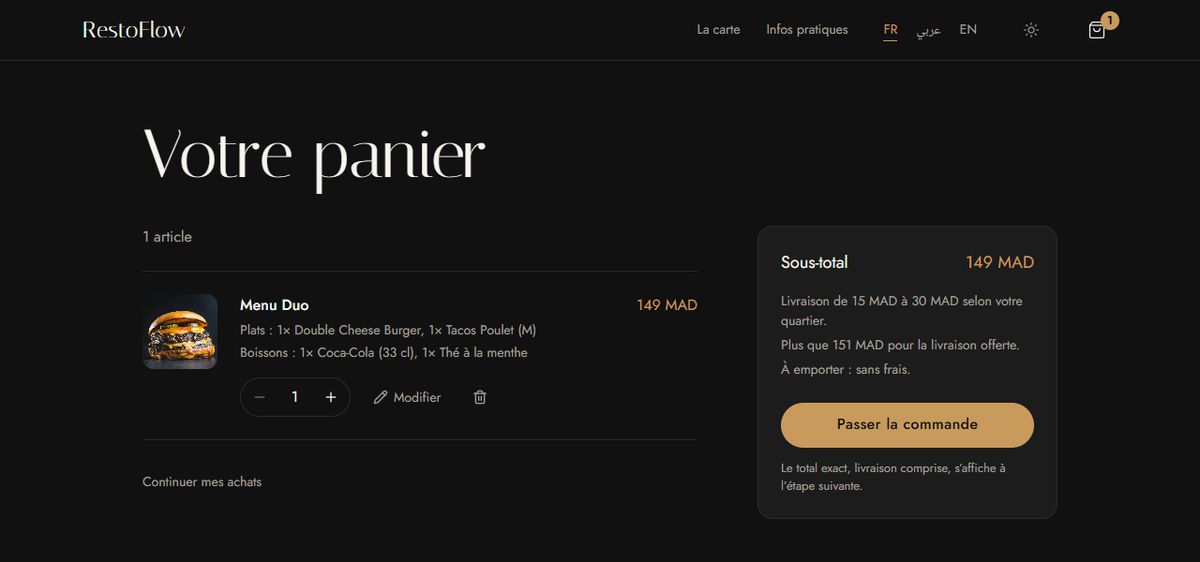 RestoFlow
La carte
Infos pratiques
FR
عربي
EN
1
Votre panier
1 article
Menu Duo
149 MAD
Plats : 1× Double Cheese Burger, 1× Tacos Poulet (M)
Boissons : 1× Coca-Cola (33 cl), 1× Thé à la menthe
1
Modifier
Continuer mes achats
Sous-total
149 MAD
Livraison de 15 MAD à 30 MAD selon votre
quartier.
Plus que 151 MAD pour la livraison offerte.
À emporter : sans frais.
Passer la commande
Le total exact, livraison comprise, s’affiche à
l’étape suivante.